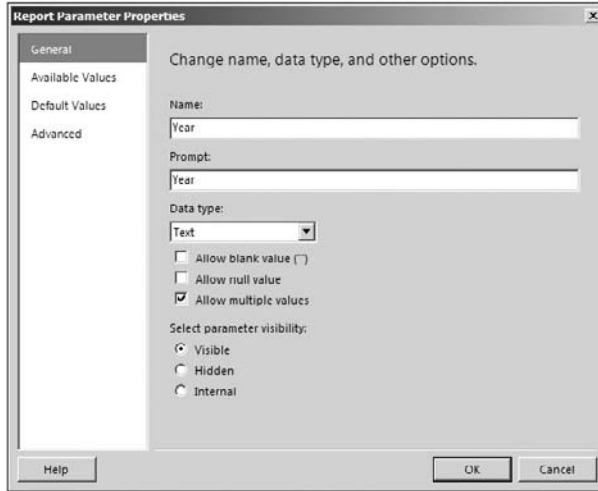 Report Parameter Properties
General
Available Values
Default Values
Advanced
Change name, data type, and other options.
Name:
Year
Prompt:
Year
Data type:
Text
Allow blank value ("")
Allow null value
Allow multiple values
Select parameter visibility:
Visible
Hidden
Internal
Help
OK
Cancel